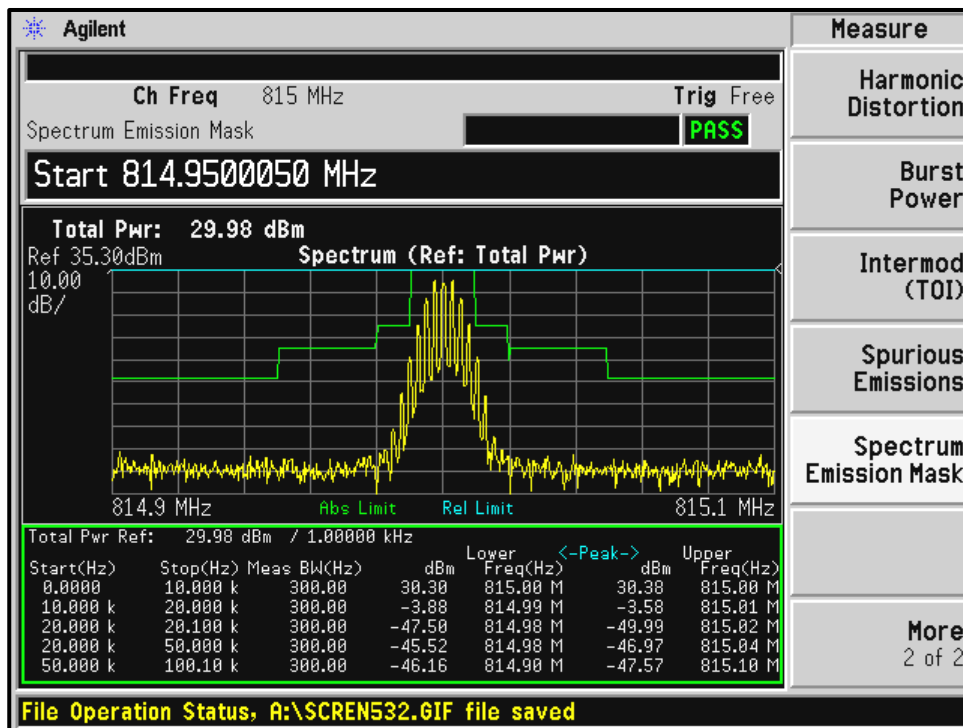 Agilent
Measure
Ch Freq 815 MHz Trig Free
Spectrum Emission Mask PASS
Start 814.9500050 MHz
Total Pwr: 29.98 dBm
Ref 35.30dBm Spectrum (Ref: Total Pwr)
10.00
dB/
814.9 MHz Abs Limit Rel Limit 815.1 MHz
Total Pwr Ref: 29.98 dBm / 1.00000 kHz
Lower <-Peak-> Upper
Start(Hz) Stop(Hz) Meas BW(Hz) dBm Freq(Hz) dBm Freq(Hz)
0.0000 10.000 k 300.00 30.30 815.00 M 30.38 815.00 M
10.000 k 20.000 k 300.00 -3.88 814.99 M -3.58 815.01 M
20.000 k 20.100 k 300.00 -47.50 814.98 M -49.99 815.02 M
20.000 k 50.000 k 300.00 -45.52 814.98 M -46.97 815.04 M
50.000 k 100.10 k 300.00 -46.16 814.90 M -47.57 815.10 M
Harmonic
Distortion
Burst
Power
Intermod
(TOI)
Spurious
Emissions
Spectrum
Emission Mask
More
2 of 2
File Operation Status, A:\SCREN532.GIF file saved